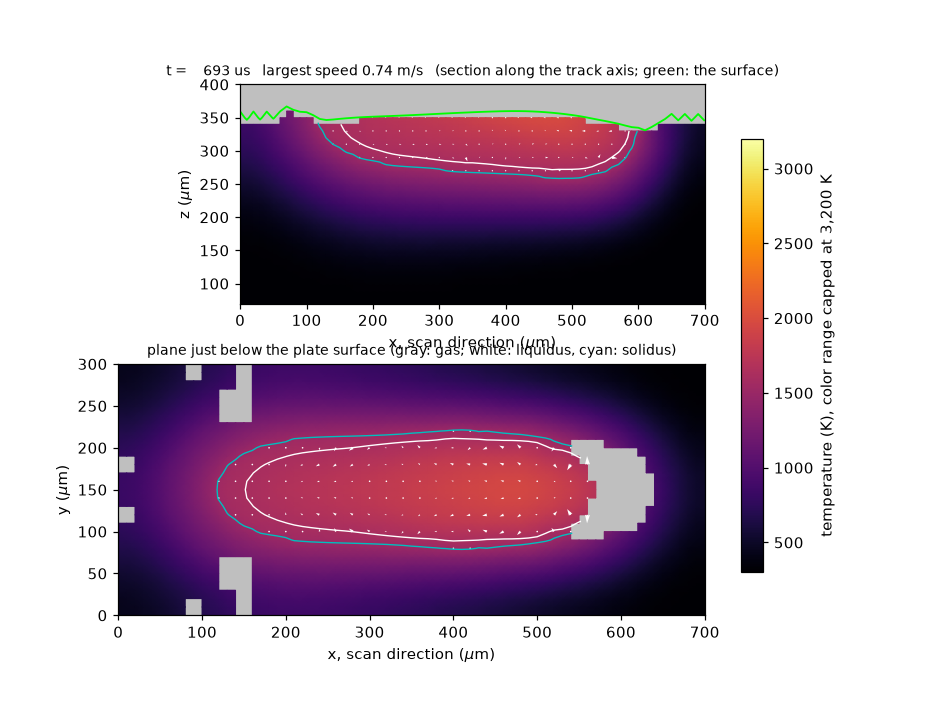 t =    693 us   largest speed 0.74 m/s   (section along the track axis; green: the surface)
400
350
300
250
200
150
100
z (μm)
0 100 200 300 400 500 600 700
x, scan direction (μm)
plane just below the plate surface (gray: gas; white: liquidus, cyan: solidus)
300
250
200
150
100
50
0
y (μm)
0 100 200 300 400 500 600 700
x, scan direction (μm)
3000
2500
2000
1500
1000
500
temperature (K), color range capped at 3,200 K